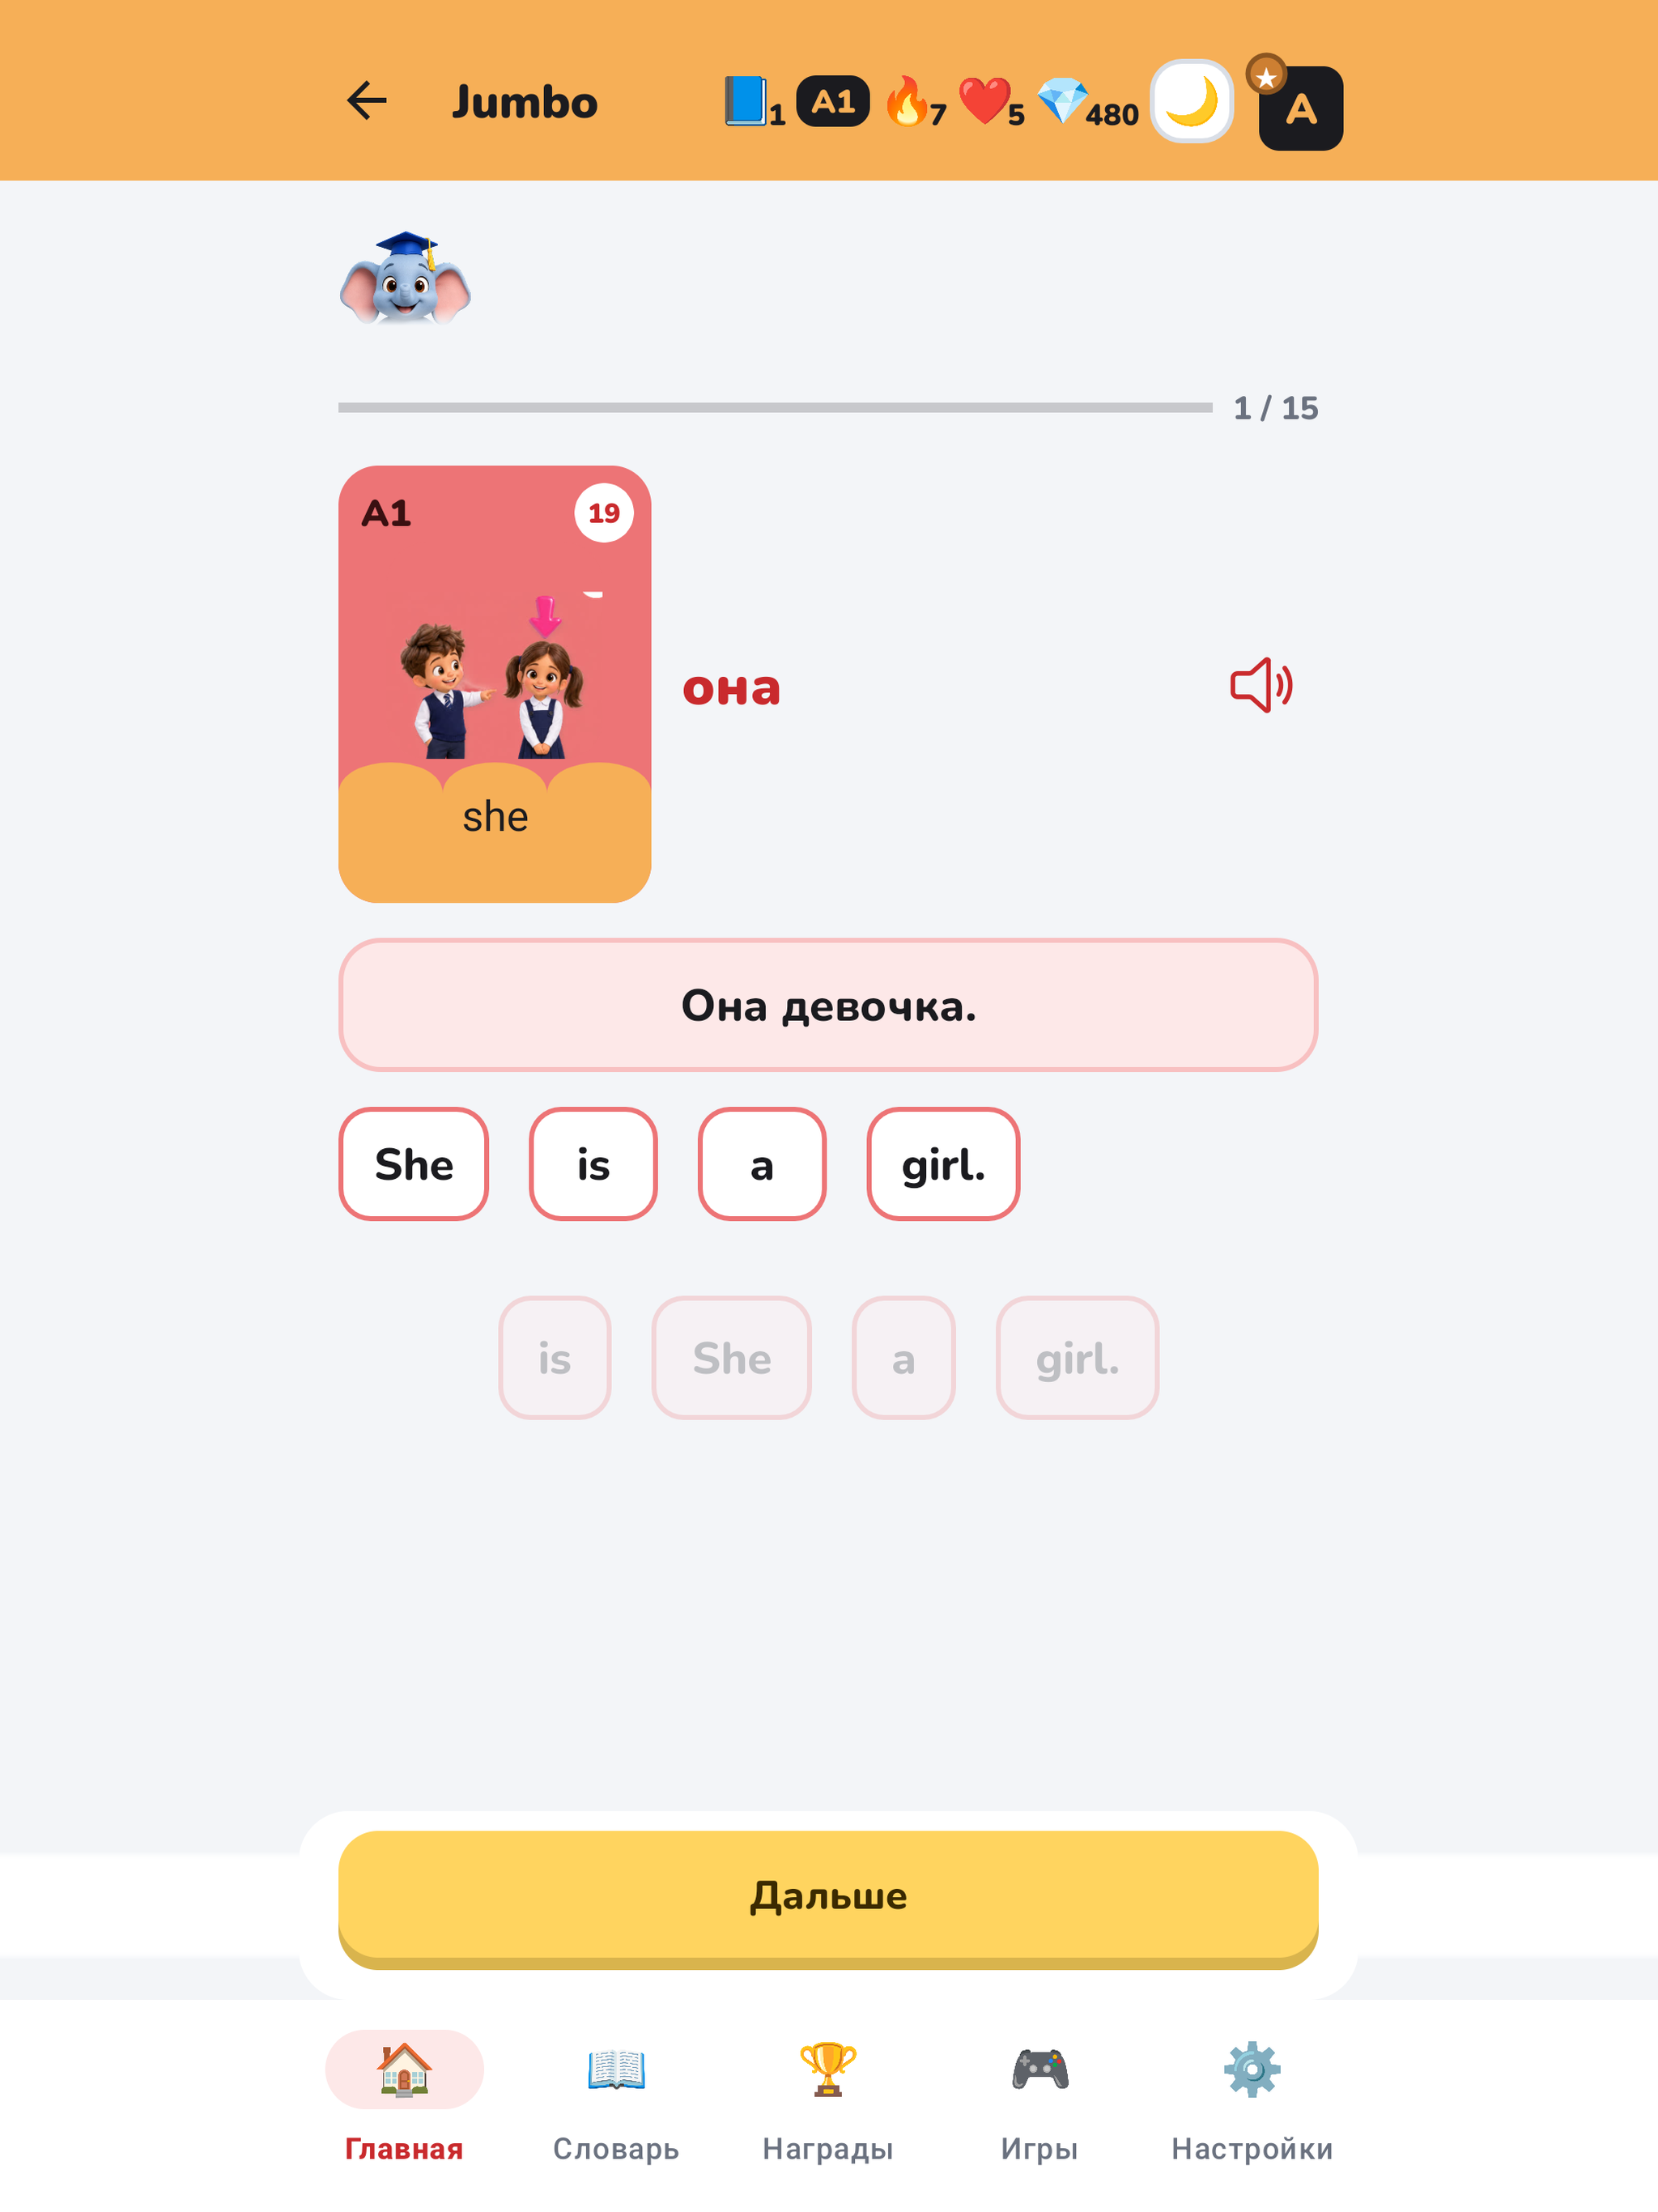 Jumbo 1 A1 7 5 480 A
1 / 15
A1 19
она
she
Она девочка.
She is a girl.
is She a girl.
Дальше
Главная Словарь Награды Игры Настройки